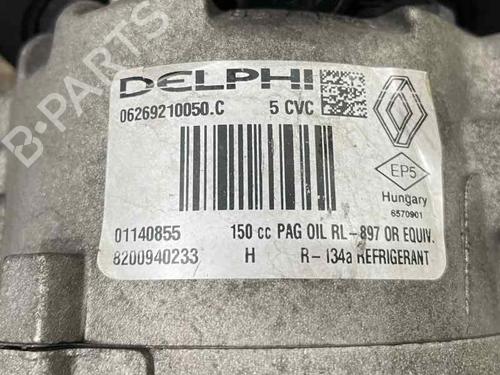 B-PARTS
DELPHI
06269210050.C 5 CVC
EP5
Hungary
6570901
01140855 150 cc PAG OIL RL-897 OR EQUIV.
8200940233 H R-134a REFRIGERANT